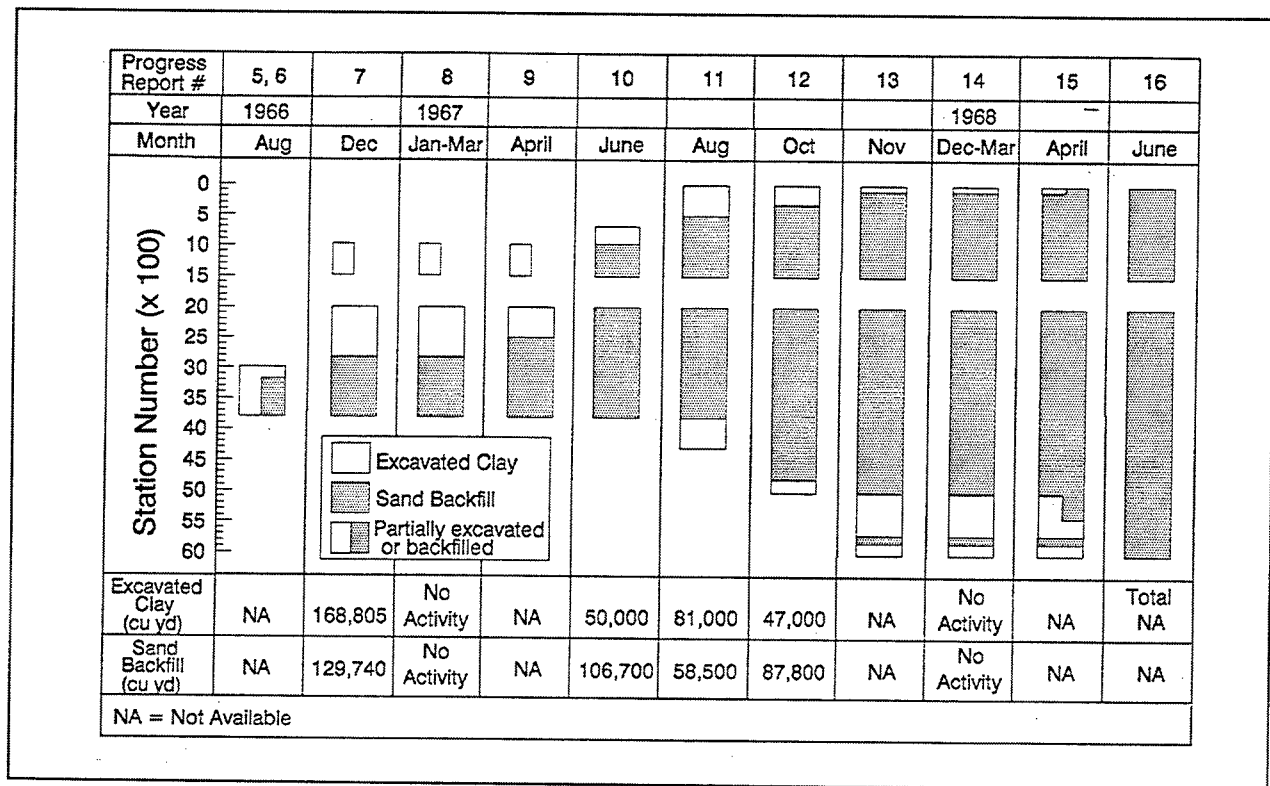 Progress Report # 5, 6 7 8 9 10 11 12 13 14 15 16
Year 1966 1967 1968
Month Aug Dec Jan-Mar April June Aug Oct Nov Dec-Mar April June
Station Number (x 100)
0
5
10
15
20
25
30
35
40
45
50
55
60
Excavated Clay
Sand Backfill
Partially excavated
or backfilled
Excavated Clay (cu yd) NA 168,805 No Activity NA 50,000 81,000 47,000 NA No Activity NA Total NA
Sand Backfill (cu yd) NA 129,740 No Activity NA 106,700 58,500 87,800 NA No Activity NA NA
NA = Not Available